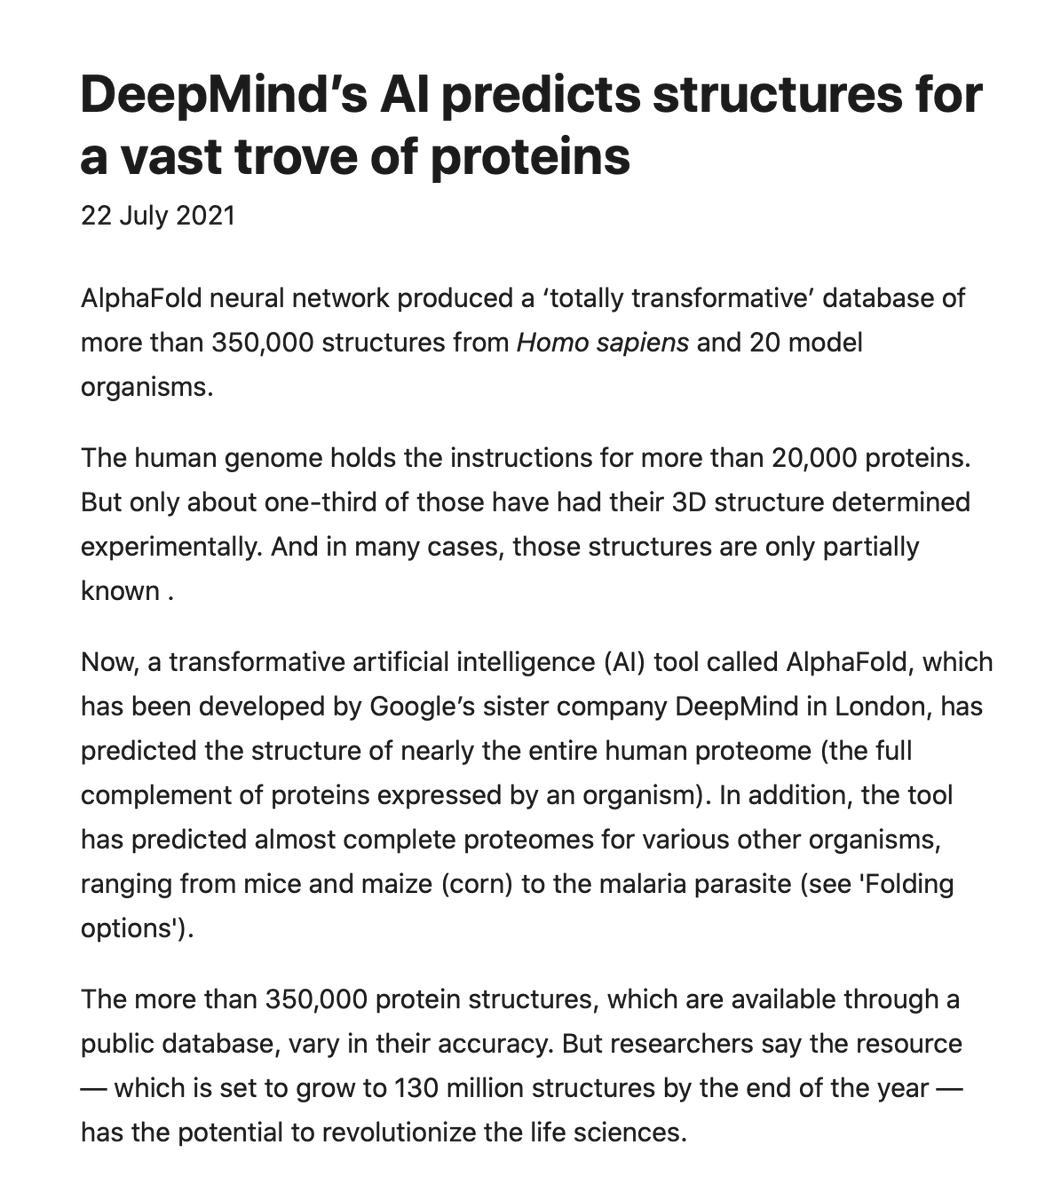 DeepMind’s AI predicts structures for
a vast trove of proteins
22 July 2021
AlphaFold neural network produced a ‘totally transformative’ database of
more than 350,000 structures from Homo sapiens and 20 model
organisms.
The human genome holds the instructions for more than 20,000 proteins.
But only about one-third of those have had their 3D structure determined
experimentally. And in many cases, those structures are only partially
known .
Now, a transformative artificial intelligence (AI) tool called AlphaFold, which
has been developed by Google’s sister company DeepMind in London, has
predicted the structure of nearly the entire human proteome (the full
complement of proteins expressed by an organism). In addition, the tool
has predicted almost complete proteomes for various other organisms,
ranging from mice and maize (corn) to the malaria parasite (see 'Folding
options').
The more than 350,000 protein structures, which are available through a
public database, vary in their accuracy. But researchers say the resource
— which is set to grow to 130 million structures by the end of the year —
has the potential to revolutionize the life sciences.